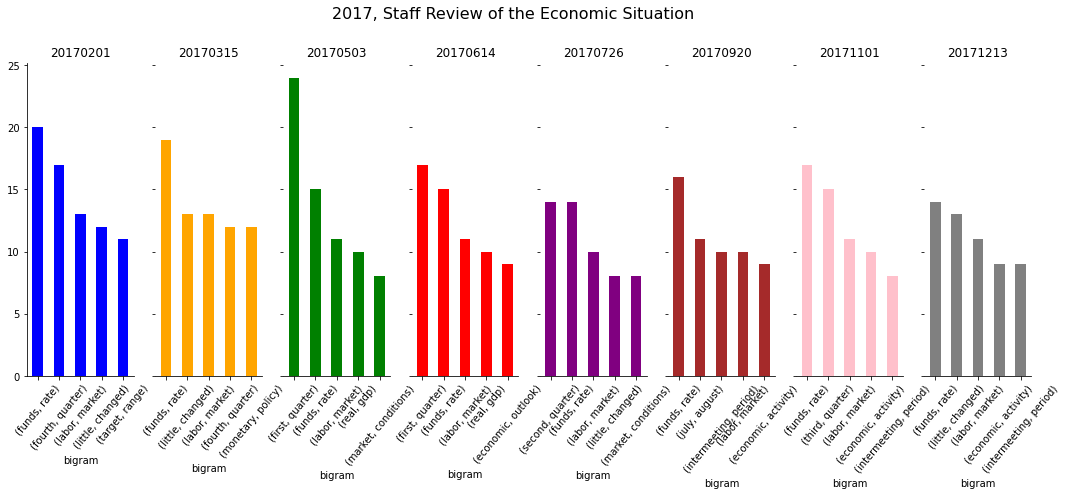 2017, Staff Review of the Economic Situation
20170201
20170315
20170503
20170614
20170726
20170920
20171101
20171213
25
20
15
10
5
0
(funds, rate)
(fourth, quarter)
(labor, market)
(little, changed)
(target, range)
bigram
(funds, rate)
(little, changed)
(labor, market)
(fourth, quarter)
(monetary, policy)
bigram
(first, quarter)
(funds, rate)
(labor, market)
(real, gdp)
(market, conditions)
bigram
(first, quarter)
(funds, rate)
(labor, market)
(real, gdp)
(economic, outlook)
bigram
(second, quarter)
(funds, rate)
(labor, market)
(little, changed)
(market, conditions)
bigram
(funds, rate)
(july, august)
(intermeeting, period)
(labor, market)
(economic, activity)
bigram
(funds, rate)
(third, quarter)
(labor, market)
(economic, activity)
(intermeeting, period)
bigram
(funds, rate)
(little, changed)
(labor, market)
(economic, activity)
(intermeeting, period)
bigram